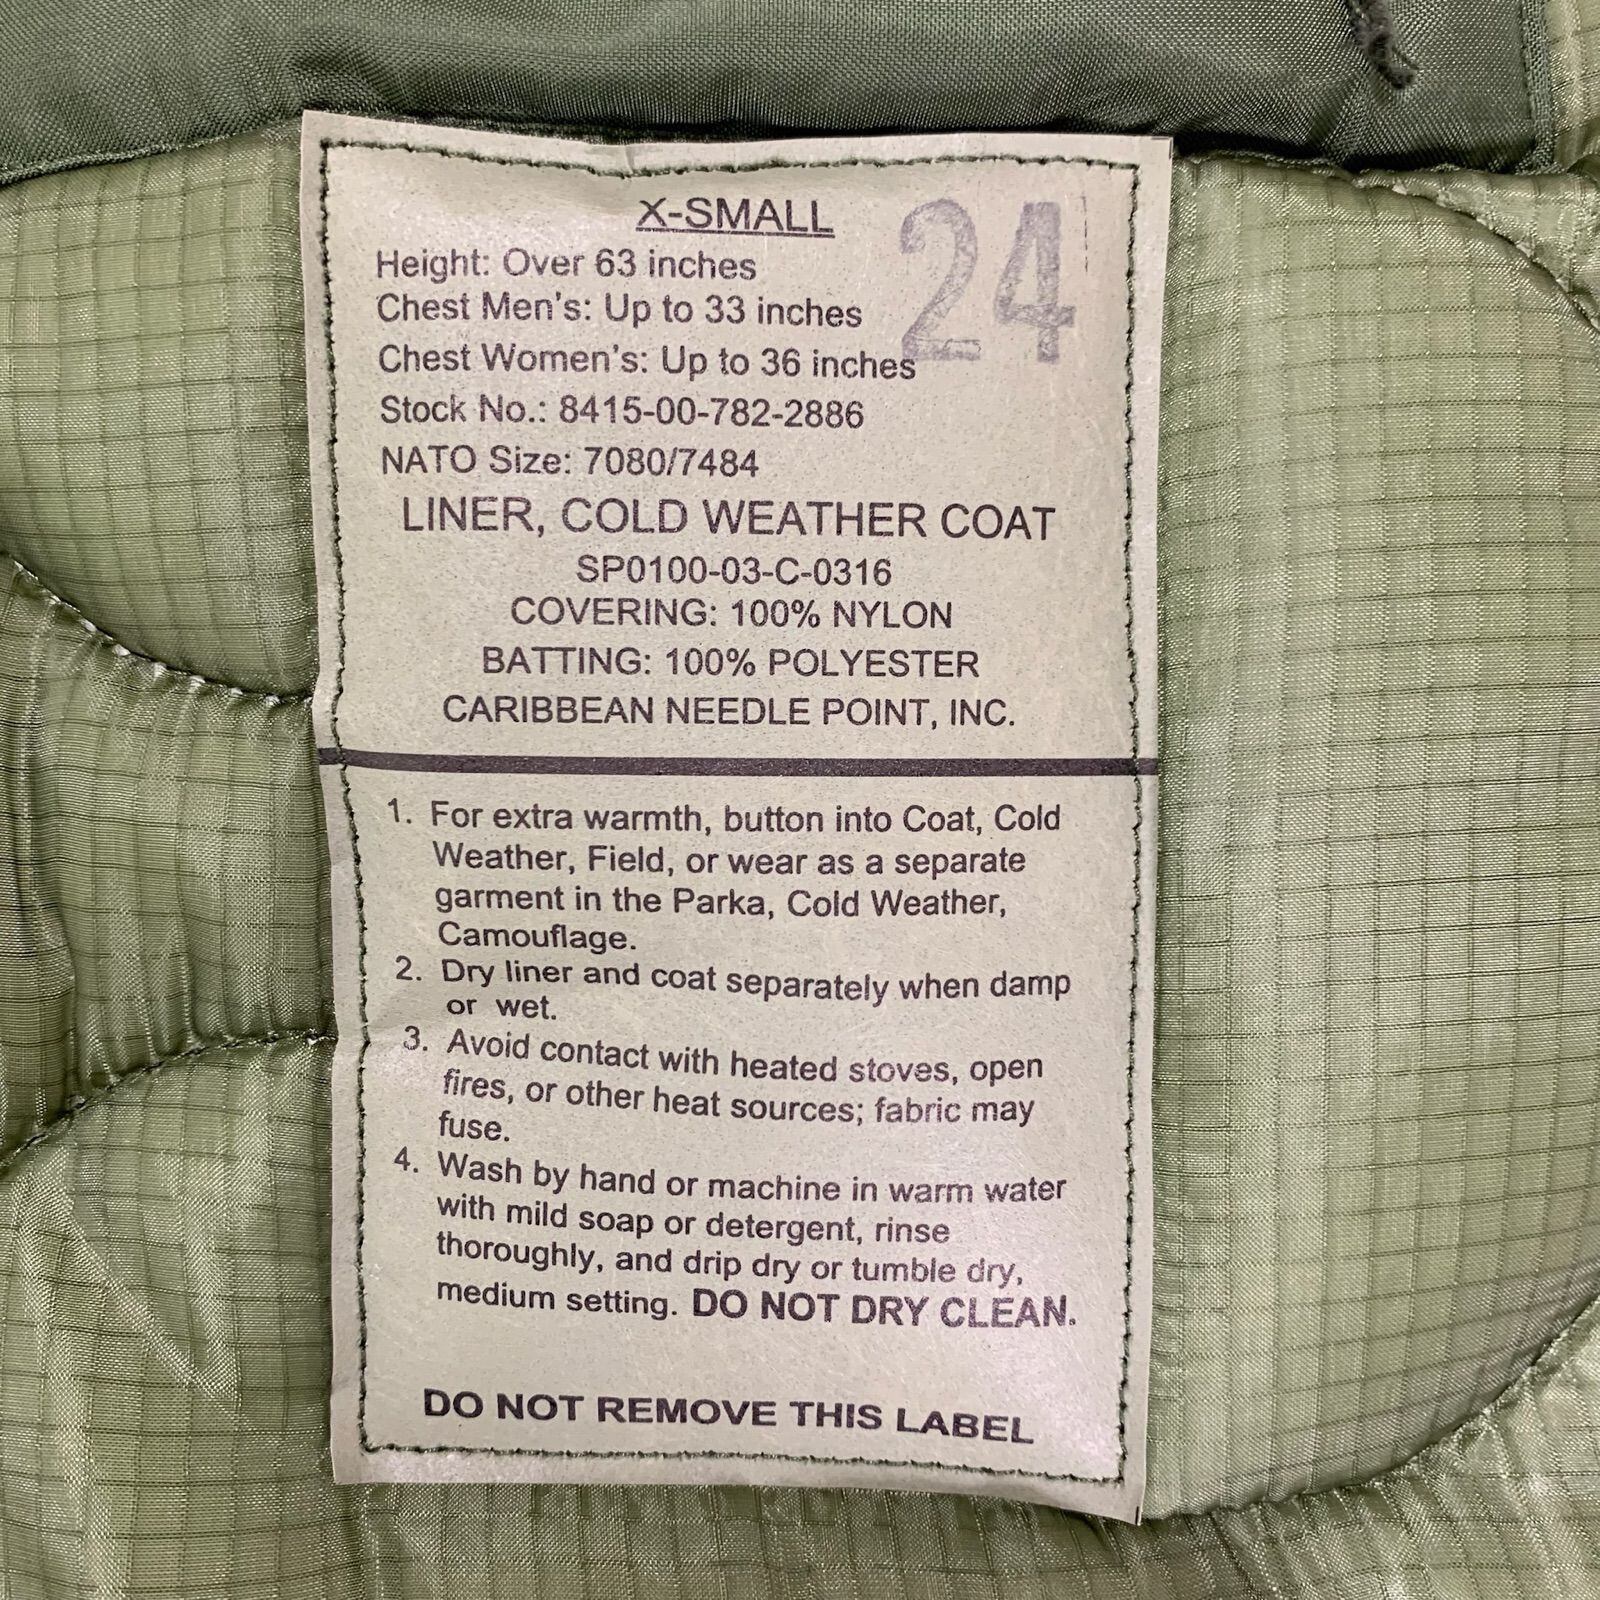 X-SMALL
24
Height: Over 63 inches
Chest Men's: Up to 33 inches
Chest Women's: Up to 36 inches
Stock No.: 8415-00-782-2886
NATO Size: 7080/7484
LINER, COLD WEATHER COAT
SP0100-03-C-0316
COVERING: 100% NYLON
BATTING: 100% POLYESTER
CARIBBEAN NEEDLE POINT, INC.
1. For extra warmth, button into Coat, Cold
Weather, Field, or wear as a separate
garment in the Parka, Cold Weather,
Camouflage.
2. Dry liner and coat separately when damp
or wet.
3. Avoid contact with heated stoves, open
fires, or other heat sources; fabric may
fuse.
4. Wash by hand or machine in warm water
with mild soap or detergent, rinse
thoroughly, and drip dry or tumble dry,
medium setting. DO NOT DRY CLEAN.
DO NOT REMOVE THIS LABEL